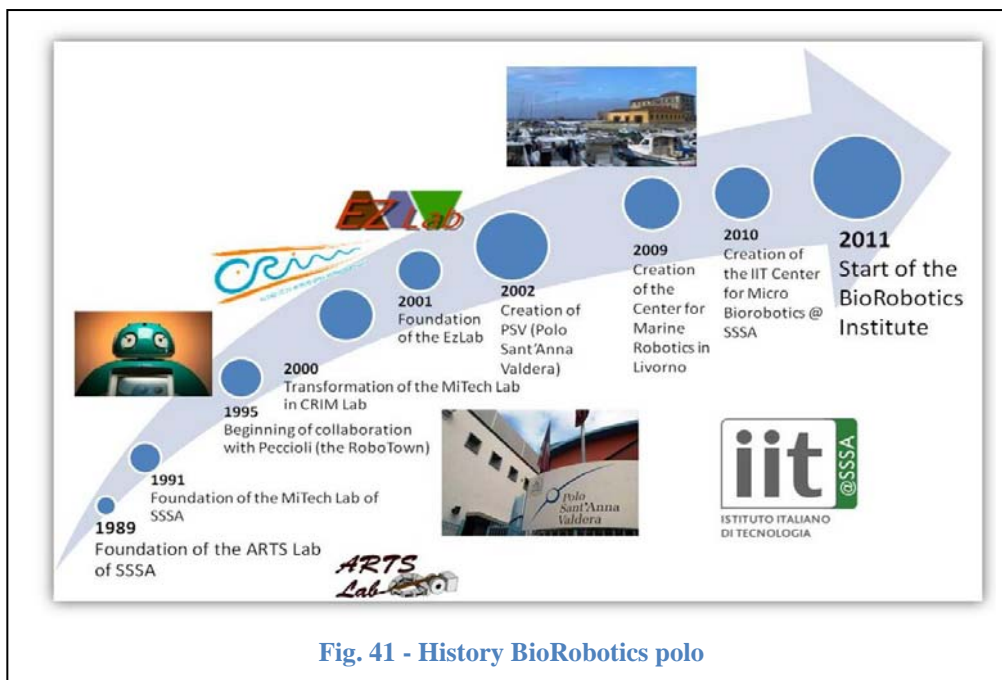 EZ Lab
CRIM
2011
Start of the
BioRobotics
Institute
2010
Creation of
the IIT Center
for Micro
Biorobotics @
SSSA
2009
Creation
of the
Center for
Marine
Robotics in
Livorno
2002
Creation of
PSV (Polo
Sant'Anna
Valdera)
2001
Foundation
of the EzLab
2000
Transformation of the MiTech Lab
in CRIM Lab
1995
Beginning of collaboration
with Peccioli (the RoboTown)
1991
Foundation of the MiTech Lab of
SSSA
1989
Foundation of the ARTS Lab
of SSSA
Polo
Sant'Anna
Valdera
iit
@SSSA
ISTITUTO ITALIANO
DI TECNOLOGIA
ARTS
Lab
Fig. 41 - History BioRobotics polo